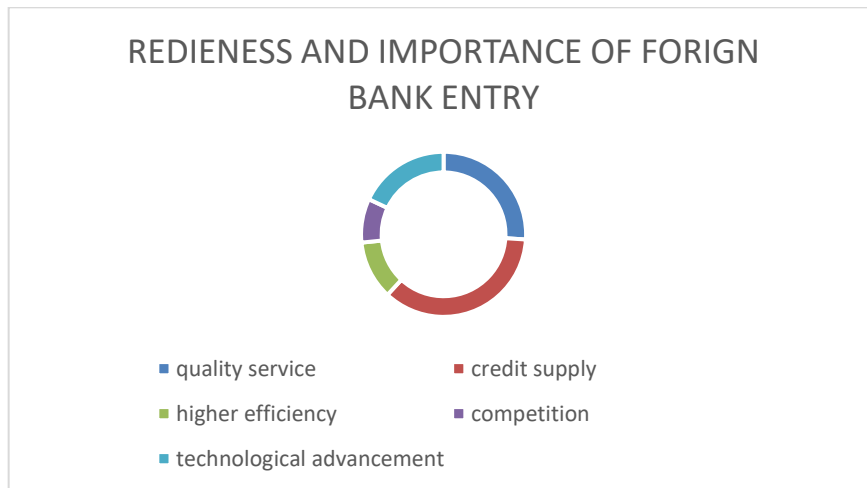 REDIENESS AND IMPORTANCE OF FORIGN
BANK ENTRY
quality service
credit supply
higher efficiency
competition
technological advancement